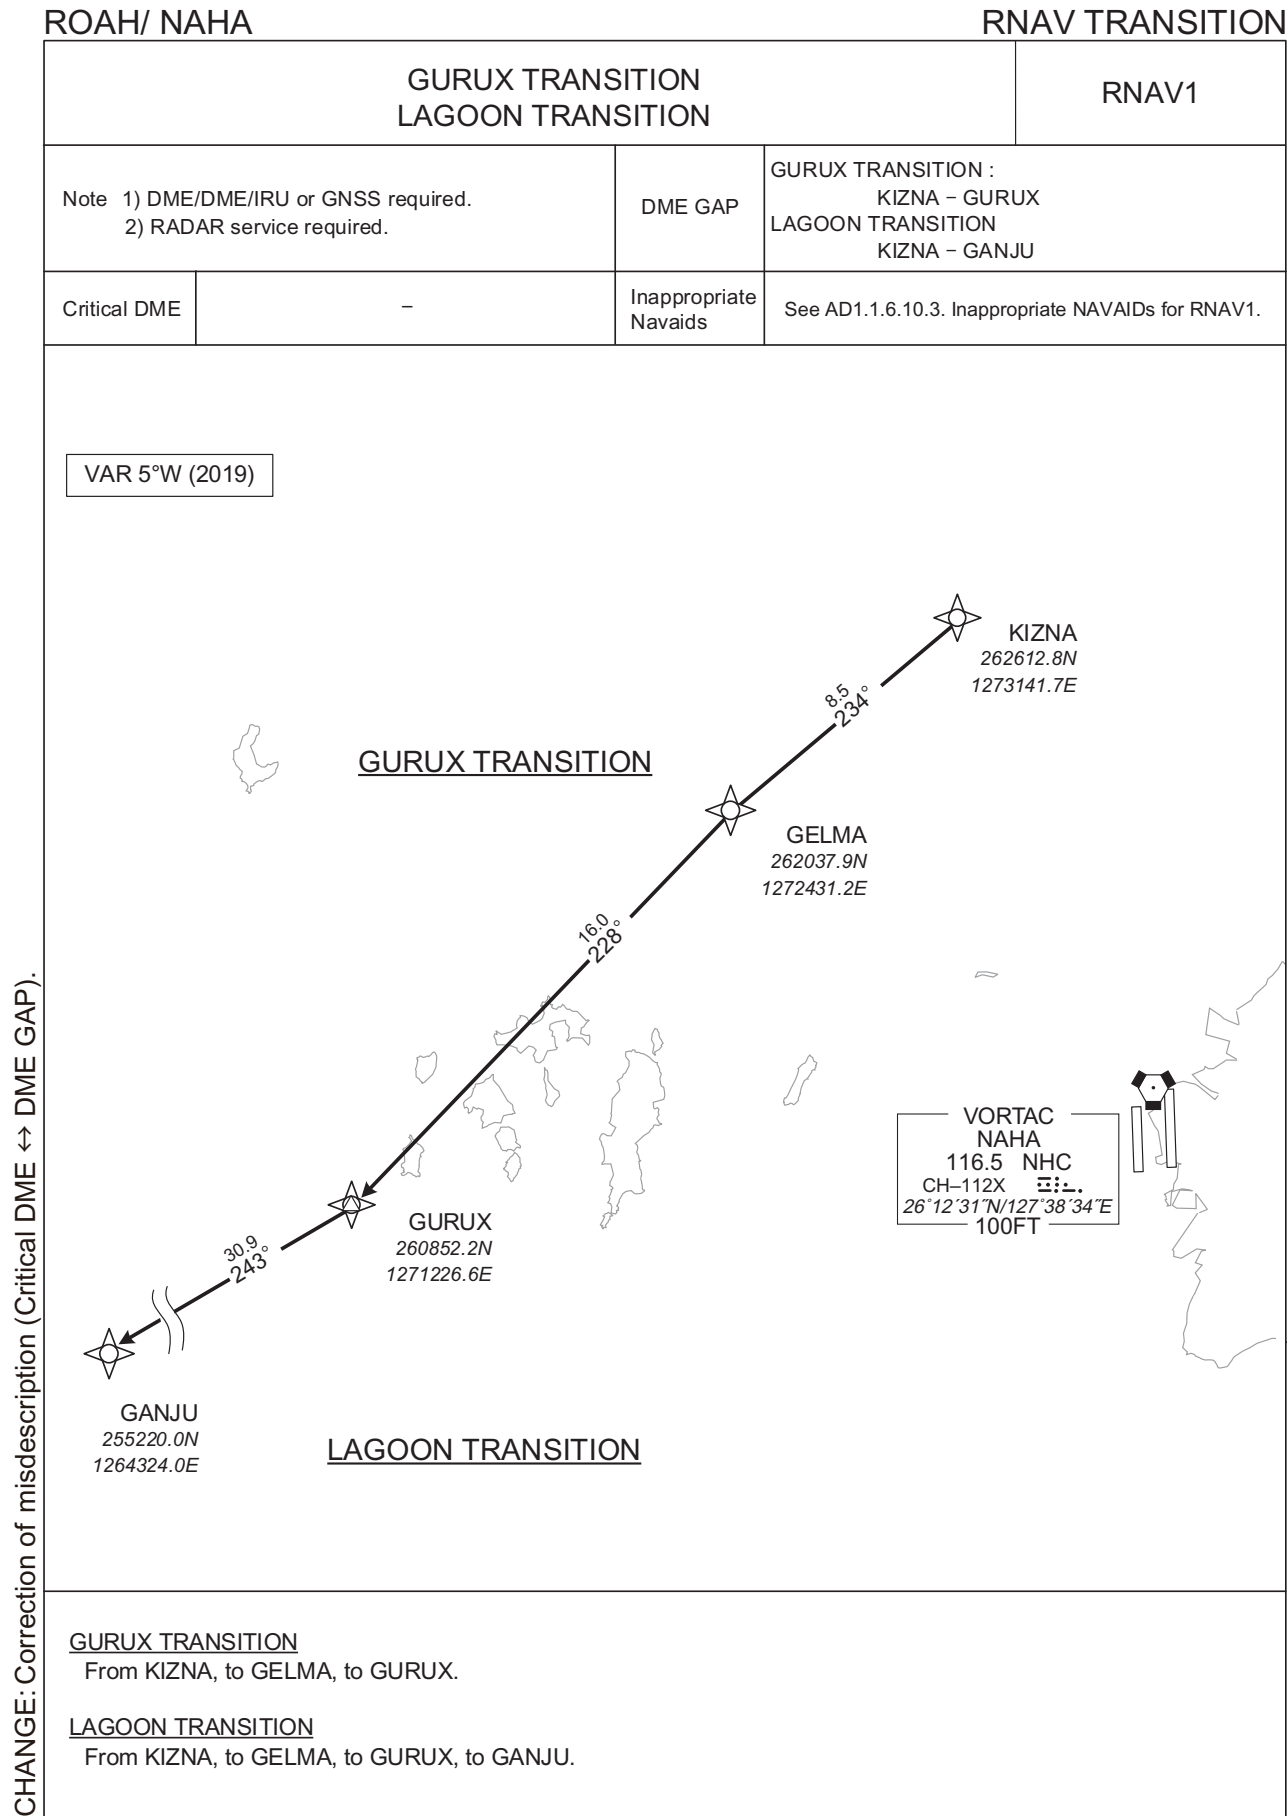 ROAH/ NAHA
RNAV TRANSITION
GURUX TRANSITION
LAGOON TRANSITION
RNAV1
Note 1) DME/DME/IRU or GNSS required.
2) RADAR service required.
DME GAP
GURUX TRANSITION :
KIZNA − GURUX
LAGOON TRANSITION
KIZNA − GANJU
Critical DME
−
Inappropriate
Navaids
See AD1.1.6.10.3. Inappropriate NAVAIDs for RNAV1.
VAR 5°W (2019)
KIZNA
262612.8N
1273141.7E
8.5
234°
GURUX TRANSITION
GELMA
262037.9N
1272431.2E
16.0
228°
VORTAC
NAHA
116.5 NHC
CH–112X
26°12´31˝N/127°38´34˝E
100FT
GURUX
260852.2N
1271226.6E
30.9
243°
GANJU
255220.0N
1264324.0E
LAGOON TRANSITION
GURUX TRANSITION
From KIZNA, to GELMA, to GURUX.
LAGOON TRANSITION
From KIZNA, to GELMA, to GURUX, to GANJU.
CHANGE: Correction of misdescription (Critical DME ↔ DME GAP).